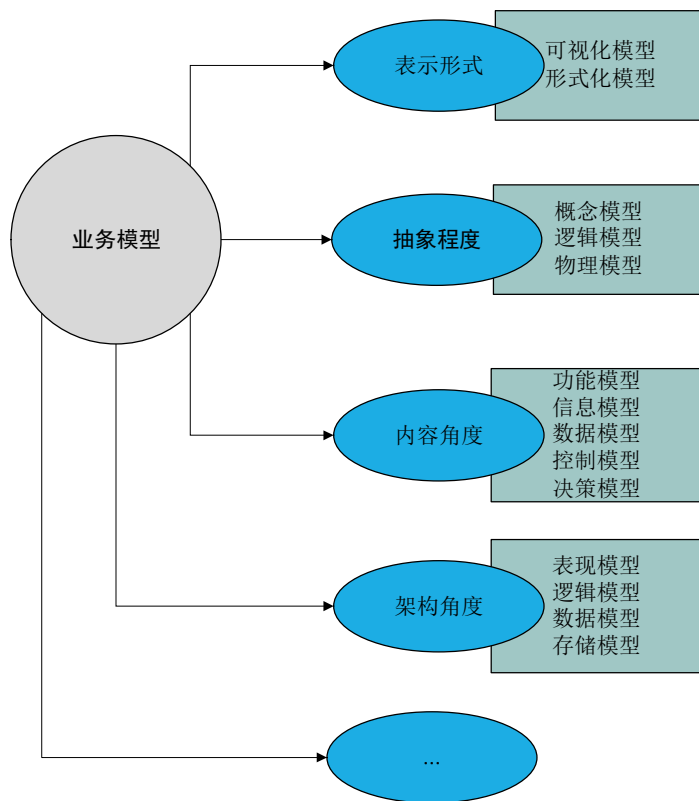 业务模型
表示形式
可视化模型
形式化模型
抽象程度
概念模型
逻辑模型
物理模型
内容角度
功能模型
信息模型
数据模型
控制模型
决策模型
架构角度
表现模型
逻辑模型
数据模型
存储模型
...